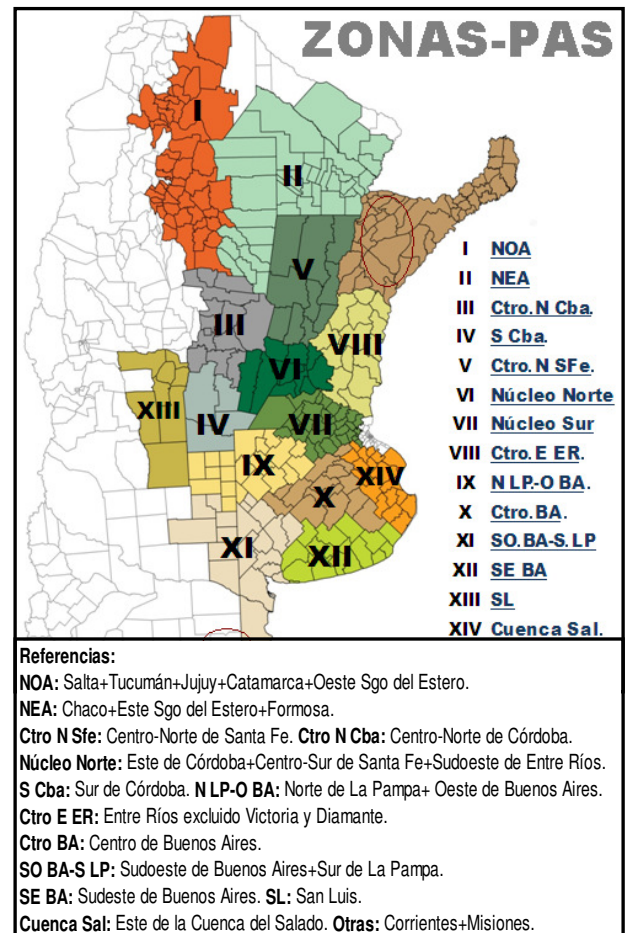 ZONAS-PAS
I
II
III
IV
V
VI
VII
VIII
IX
X
XI
XII
XIII
XIV
I NOA
II NEA
III Ctro.N Cba.
IV S Cba.
V Ctro.N SFe.
VI Núcleo Norte
VII Núcleo Sur
VIII Ctro.E ER.
IX N LP.-O BA.
X Ctro.BA.
XI SO.BA-S.LP
XII SE BA
XIII SL
XIV Cuenca Sal.
Referencias:
NOA: Salta+Tucumán+Jujuy+Catamarca+Oeste Sgo del Estero.
NEA: Chaco+Este Sgo del Estero+Formosa.
Ctro N Sfe: Centro-Norte de Santa Fe. Ctro N Cba: Centro-Norte de Córdoba.
Núcleo Norte: Este de Córdoba+Centro-Sur de Santa Fe+Sudoeste de Entre Ríos.
S Cba: Sur de Córdoba. N LP-O BA: Norte de La Pampa+ Oeste de Buenos Aires.
Ctro E ER: Entre Ríos excluido Victoria y Diamante.
Ctro BA: Centro de Buenos Aires.
SO BA-S LP: Sudoeste de Buenos Aires+Sur de La Pampa.
SE BA: Sudeste de Buenos Aires. SL: San Luis.
Cuenca Sal: Este de la Cuenca del Salado. Otras: Corrientes+Misiones.